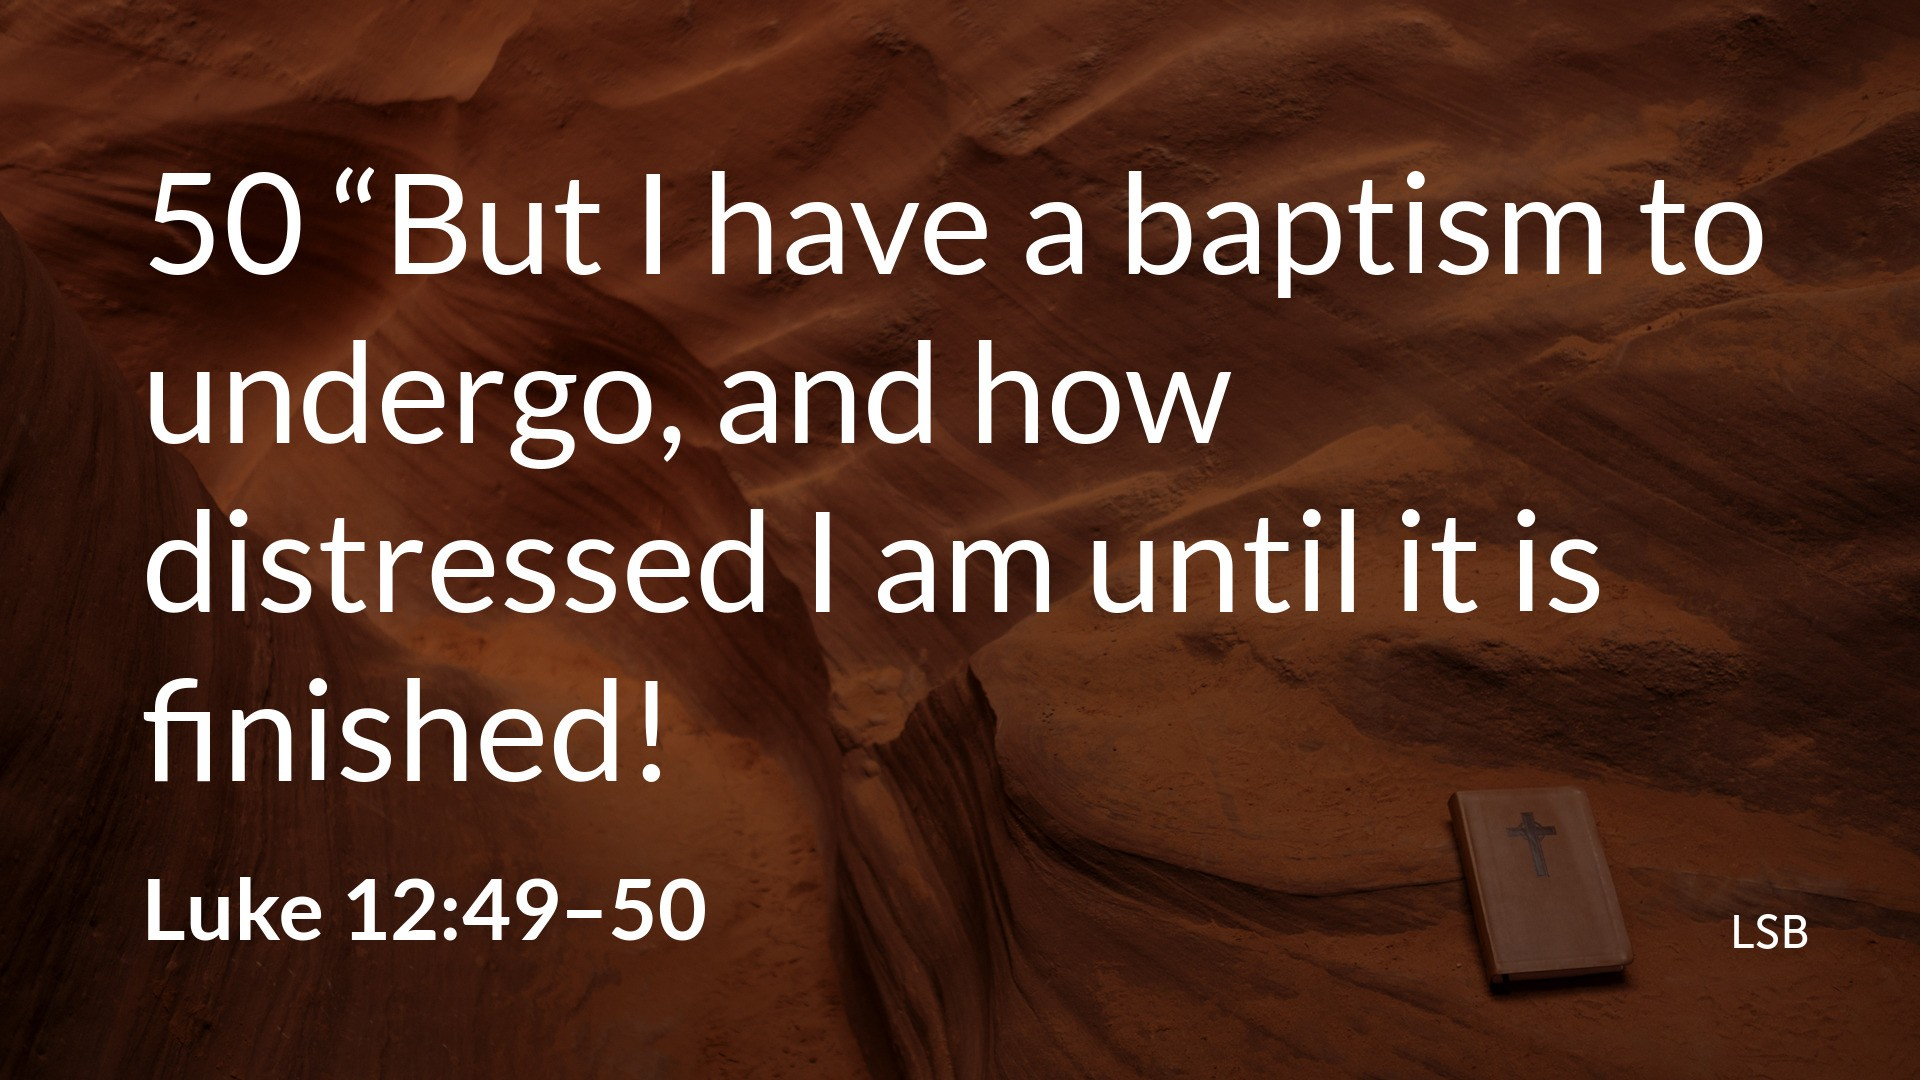 50 “But I have a baptism to
undergo, and how
distressed I am until it is
finished!
Luke 12:49–50
LSB